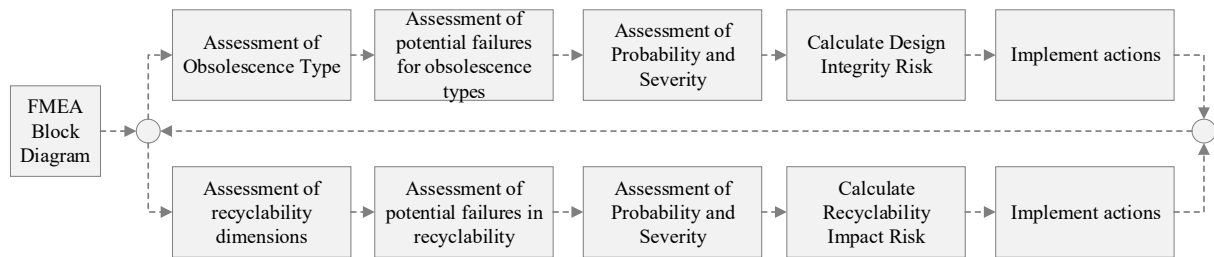 FMEA
Block
Diagram
Assessment of
Obsolescence Type
Assessment of
potential failures
for obsolescence
types
Assessment of
Probability and
Severity
Calculate Design
Integrity Risk
Implement actions
Assessment of
recyclability
dimensions
Assessment of
potential failures in
recyclability
Assessment of
Probability and
Severity
Calculate
Recyclability
Impact Risk
Implement actions